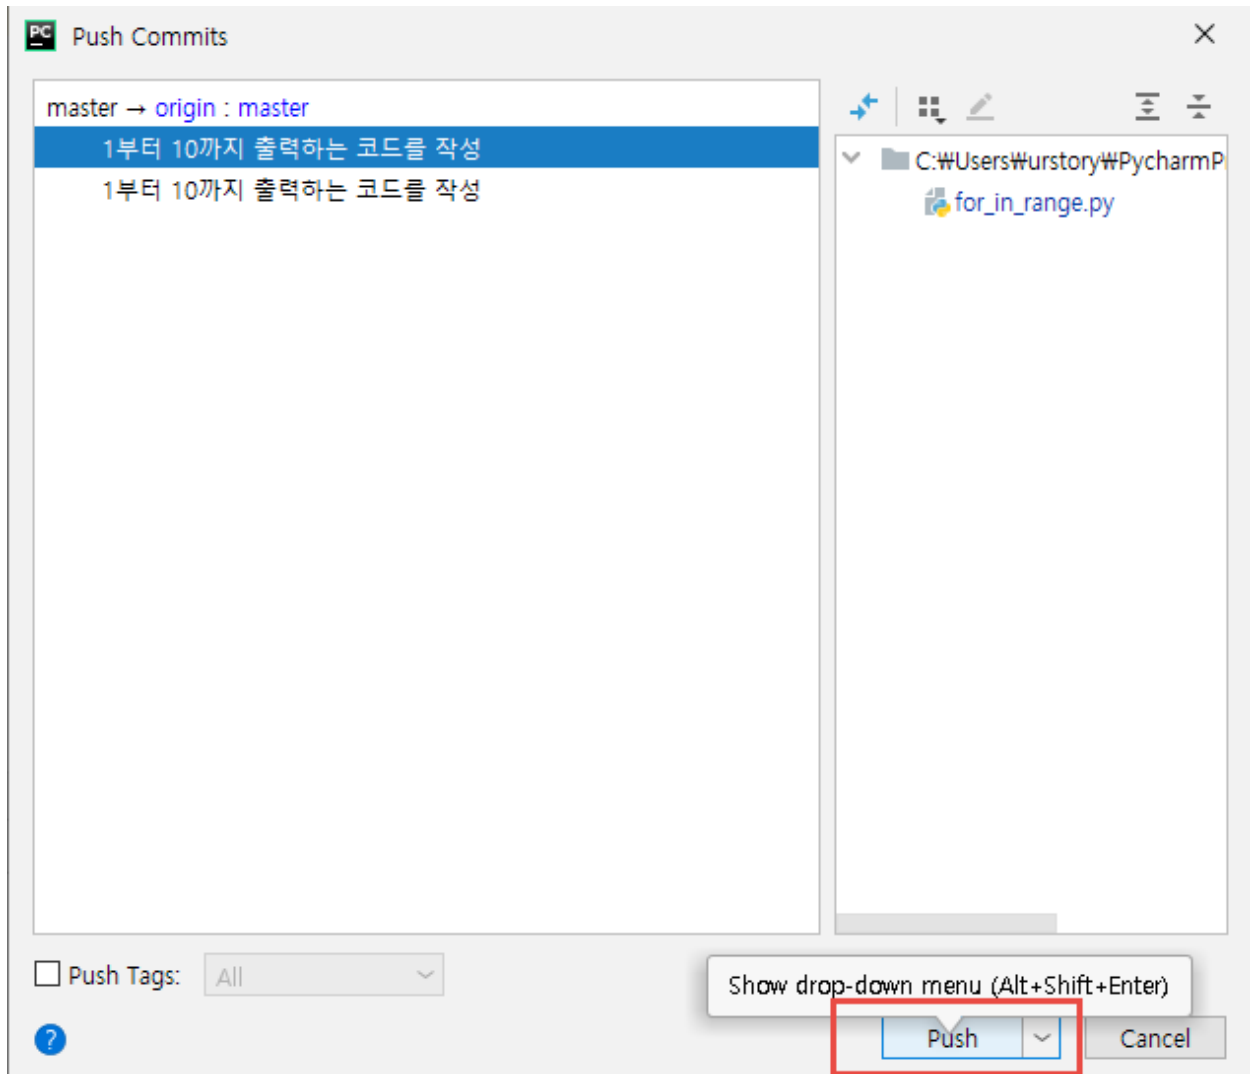 PC
Push Commits
master → origin : master
1부터 10까지 출력하는 코드를 작성
1부터 10까지 출력하는 코드를 작성
C:₩Users₩urstory₩PycharmP
for_in_range.py
Push Tags:
All
Show drop-down menu (Alt+Shift+Enter)
?
Push
Cancel